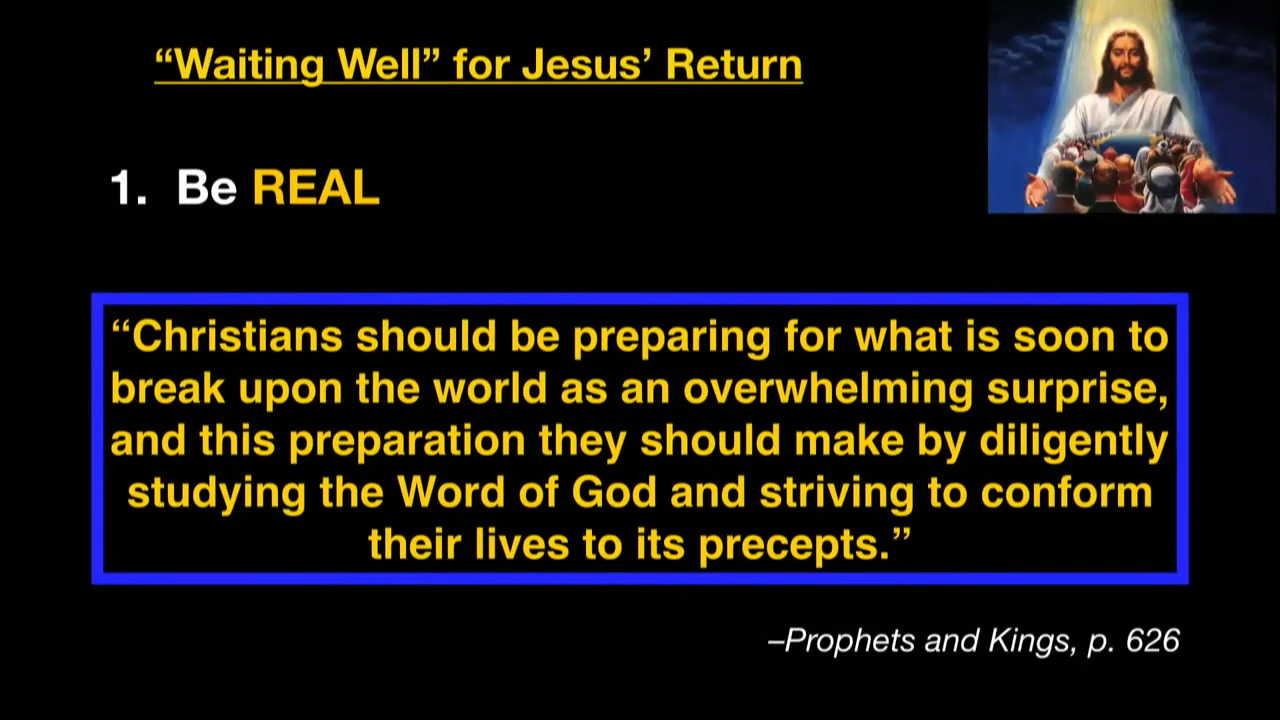 “Waiting Well” for Jesus’ Return
1. Be REAL
“Christians should be preparing for what is soon to
break upon the world as an overwhelming surprise,
and this preparation they should make by diligently
studying the Word of God and striving to conform
their lives to its precepts.”
–Prophets and Kings, p. 626